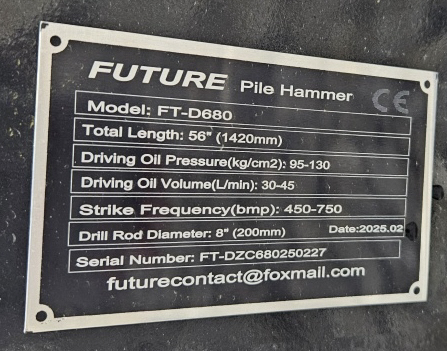 FUTURE Pile Hammer CE
Model: FT-D680
Total Length: 56" (1420mm)
Driving Oil Pressure(kg/cm2): 95-130
Driving Oil Volume(L/min): 30-45
Strike Frequency(bmp): 450-750
Drill Rod Diameter: 8" (200mm) Date:2025.02
Serial Number: FT-DZC680250227
futurecontact@foxmail.com